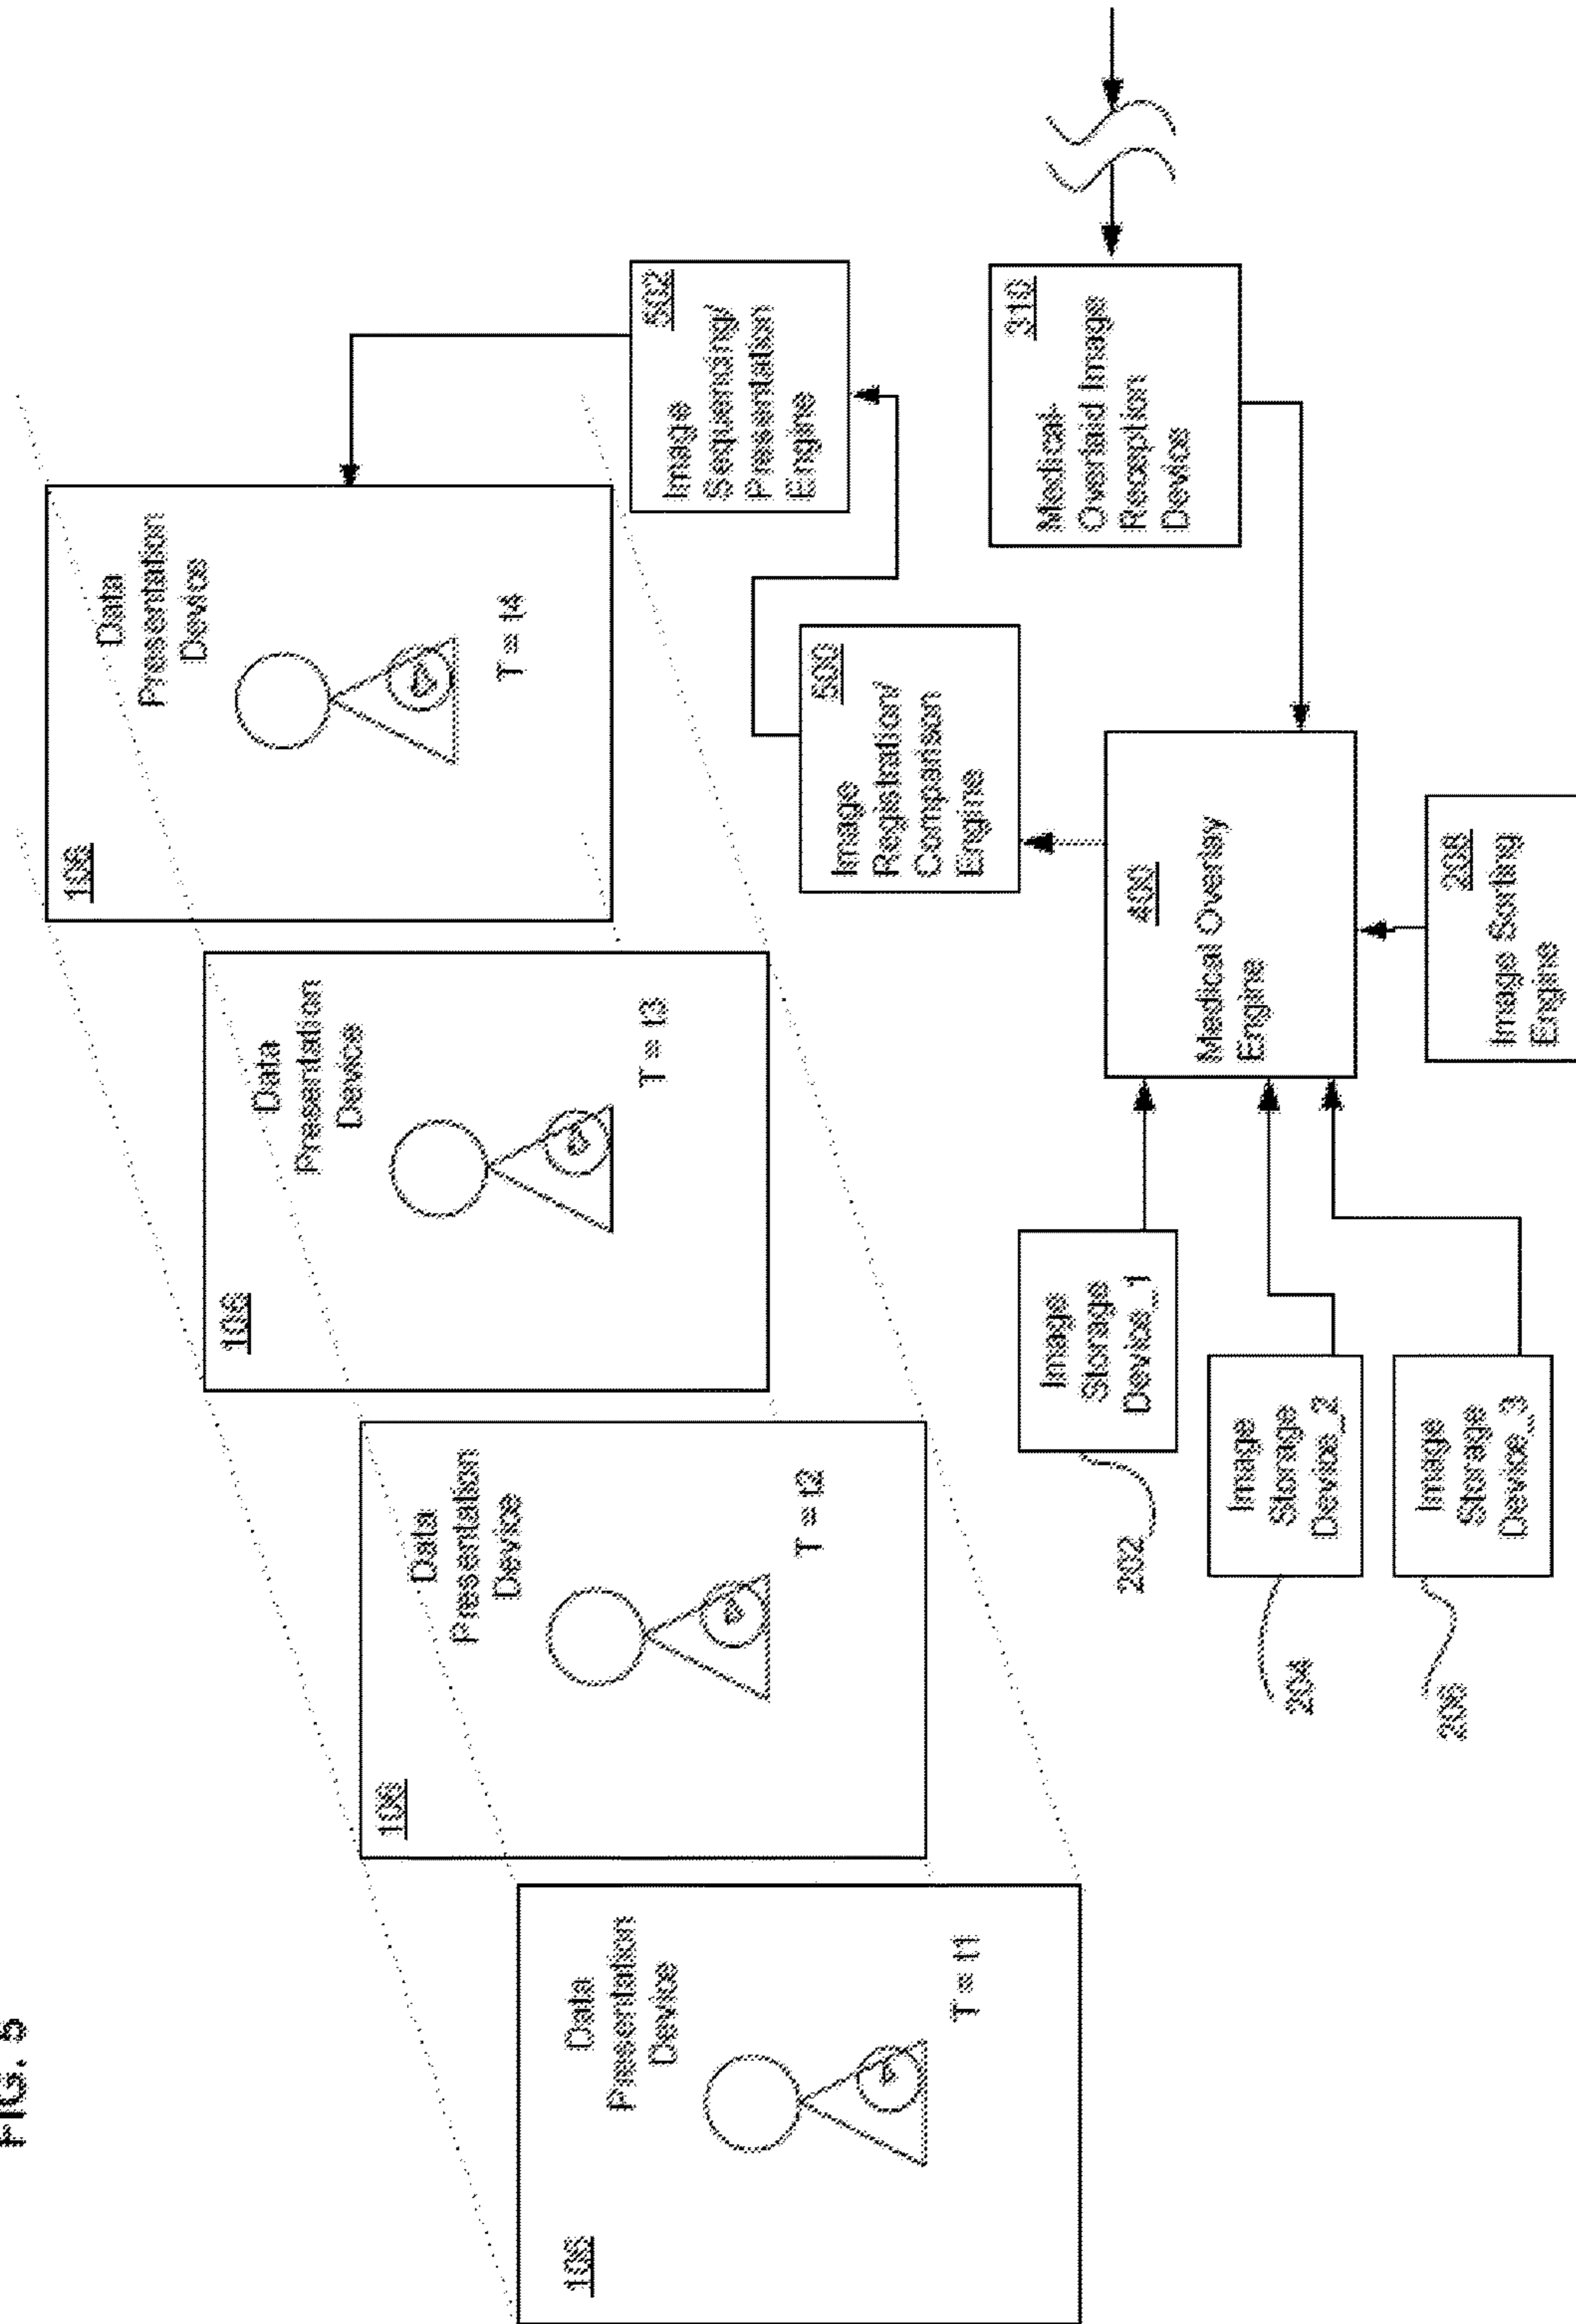 FIG. 5
106
Data
Presentation
Device
T = t4
106
Data
Presentation
Device
T = t3
106
Data
Presentation
Device
T = t2
106
Data
Presentation
Device
T = t1
502
Image
Sequencing/
Presentation
Engine
500
Image
Registration/
Comparison
Engine
310
Medical-
Overlaid Image
Reception
Device
400
Medical Overlay
Engine
208
Image Sorting
Engine
Image
Storage
Device_1
202
Image
Storage
Device_2
204
Image
Storage
Device_3
206